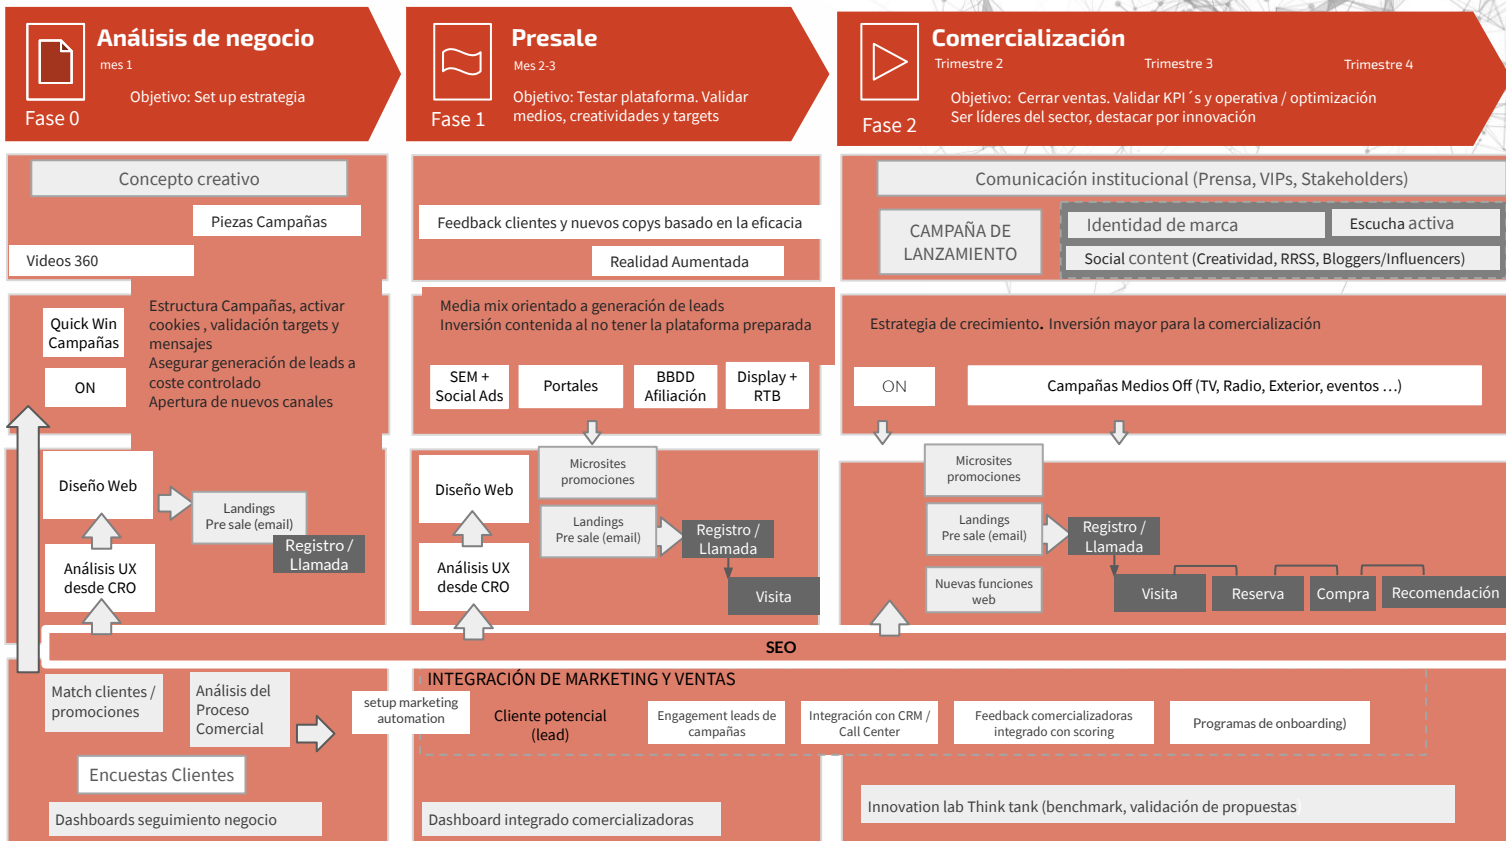 Análisis de negocio
mes 1
Objetivo: Set up estrategia
Fase 0
Presale
Mes 2-3
Objetivo: Testar plataforma. Validar
medios, creatividades y targets
Fase 1
Comercialización
Trimestre 2
Trimestre 3
Trimestre 4
Objetivo: Cerrar ventas. Validar KPI´s y operativa / optimización
Ser líderes del sector, destacar por innovación
Fase 2
Concepto creativo
Piezas Campañas
Videos 360
Feedback clientes y nuevos copys basado en la eficacia
Realidad Aumentada
Comunicación institucional (Prensa, VIPs, Stakeholders)
CAMPAÑA DE
LANZAMIENTO
Identidad de marca
Escucha activa
Social content (Creatividad, RRSS, Bloggers/Influencers)
Quick Win
Campañas
ON
Estructura Campañas, activar
cookies , validación targets y
mensajes
Asegurar generación de leads a
coste controlado
Apertura de nuevos canales
Media mix orientado a generación de leads
Inversión contenida al no tener la plataforma preparada
SEM +
Social Ads
Portales
BBDD
Afiliación
Display +
RTB
Estrategia de crecimiento. Inversión mayor para la comercialización
ON
Campañas Medios Off (TV, Radio, Exterior, eventos ...)
Diseño Web
Landings
Pre sale (email)
Registro /
Llamada
Análisis UX
desde CRO
Diseño Web
Microsites
promociones
Landings
Pre sale (email)
Registro /
Llamada
Análisis UX
desde CRO
Visita
Microsites
promociones
Landings
Pre sale (email)
Registro /
Llamada
Nuevas funciones
web
Visita
Reserva
Compra
Recomendación
SEO
Match clientes /
promociones
Análisis del
Proceso
Comercial
Encuestas Clientes
Dashboards seguimiento negocio
setup marketing
automation
INTEGRACIÓN DE MARKETING Y VENTAS
Cliente potencial
(lead)
Engagement leads de
campañas
Integración con CRM /
Call Center
Feedback comercializadoras
integrado con scoring
Programas de onboarding)
Dashboard integrado comercializadoras
Innovation lab Think tank (benchmark, validación de propuestas